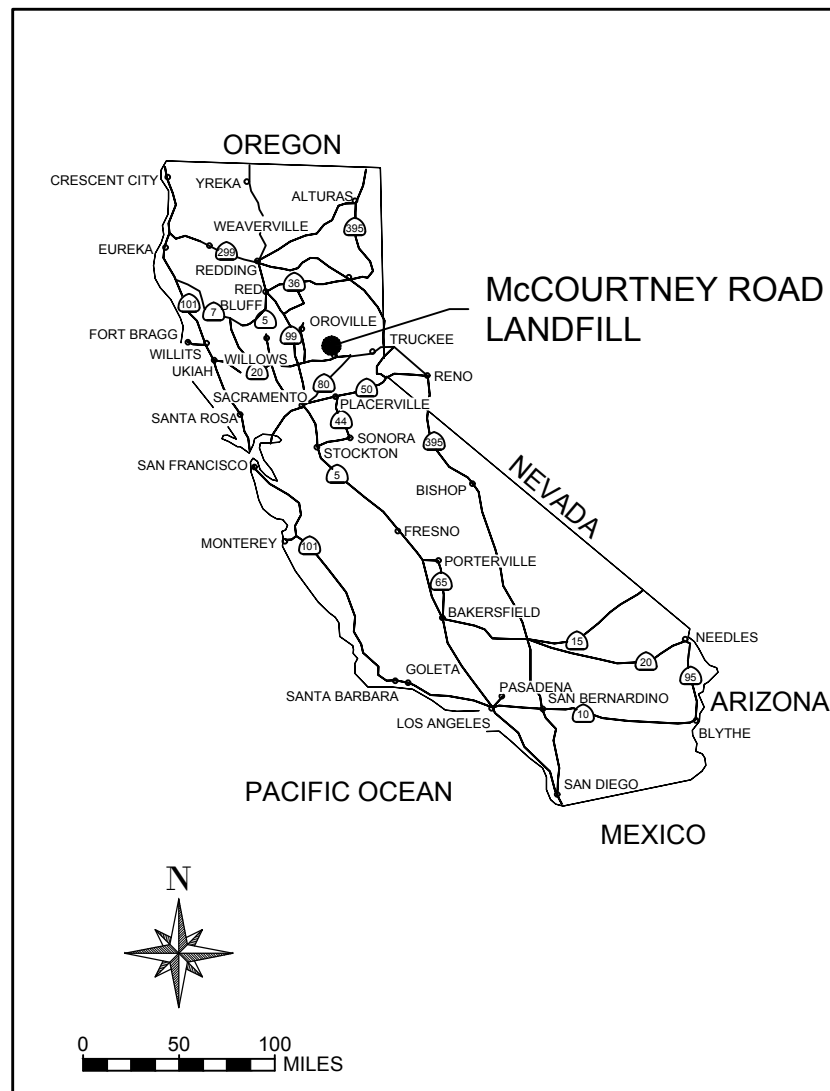 OREGON
CRESCENT CITY
YREKA
ALTURAS
WEAVERVILLE
395
EUREKA
299
REDDING
36
RED
BLUFF
McCOURTNEY ROAD
LANDFILL
101
7
5
99
OROVILLE
FORT BRAGG
TRUCKEE
WILLITS
WILLOWS
UKIAH
20
RENO
80
50
SACRAMENTO
PLACERVILLE
SANTA ROSA
44
SONORA
395
STOCKTON
SAN FRANCISCO
5
BISHOP
NEVADA
FRESNO
MONTEREY
101
PORTERVILLE
65
BAKERSFIELD
15
NEEDLES
20
GOLETA
95
SANTA BARBARA
PASADENA
SAN BERNARDINO
ARIZONA
LOS ANGELES
10
BLYTHE
SAN DIEGO
PACIFIC OCEAN
MEXICO
N
0 50 100
MILES